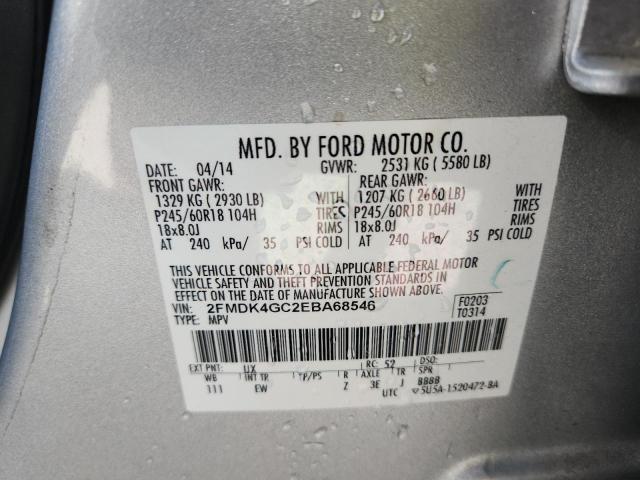 MFD. BY FORD MOTOR CO.
DATE: 04/14 GVWR: 2531 KG ( 5580 LB)
FRONT GAWR: REAR GAWR:
1329 KG ( 2930 LB) WITH 1207 KG ( 2660 LB) WITH
P245/60R18 104H TIRES P245/60R18 104H TIRES
18x8.0J RIMS 18x8.0J RIMS
AT 240 kPa/ 35 PSI COLD AT 240 kPa/ 35 PSI COLD
THIS VEHICLE CONFORMS TO ALL APPLICABLE FEDERAL MOTOR
VEHICLE SAFETY AND THEFT PREVENTION STANDARDS IN
EFFECT ON THE DATE OF MANUFACTURE SHOWN ABOVE.
VIN: 2FMDK4GC2EBA68546 F0203
TYPE: MPV T0314
EXT PNT: UX RC: 52 DSO:
WB INT TR TP/PS R AXLE TR SPR
111 EW Z 3E J BBBB
UTC 5U5A-1520472-BA